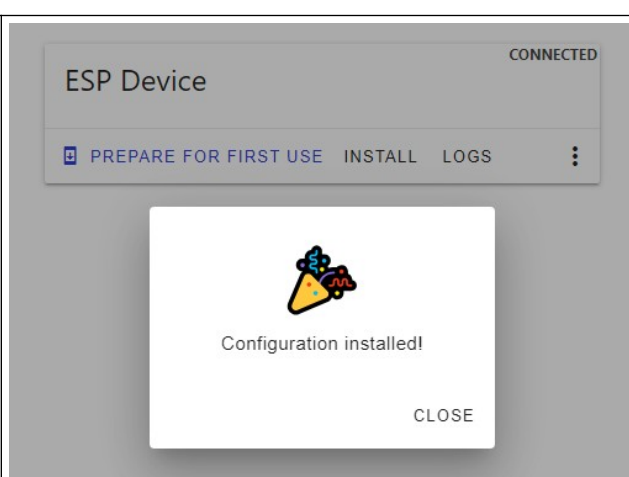 CONNECTED
ESP Device
PREPARE FOR FIRST USE INSTALL LOGS
Configuration installed!
CLOSE